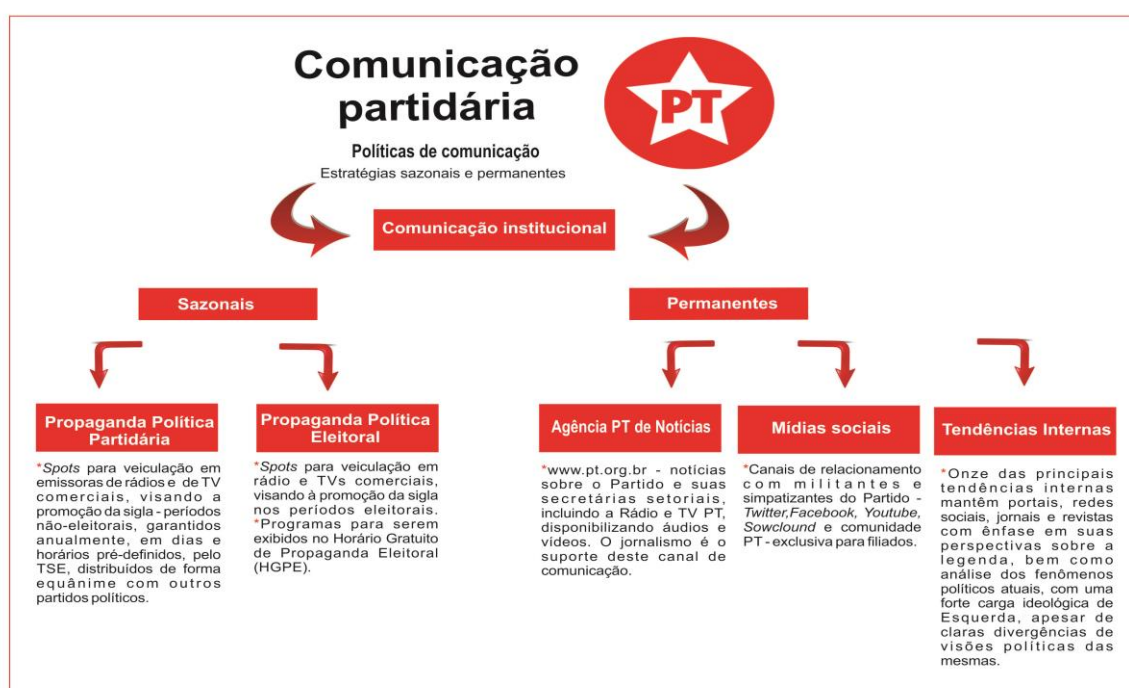 Comunicação
partidária
PT
Políticas de comunicação
Estratégias sazonais e permanentes
Comunicação institucional
Sazonais
Permanentes
Propaganda Política
Partidária
*Spots para veiculação em
emissoras de rádios e de TV
comerciais, visando a
promoção da sigla - períodos
não-eleitorais, garantidos
anualmente, em dias e
horários pré-definidos, pelo
TSE, distribuídos de forma
equânime com outros
partidos políticos.
Propaganda Política
Eleitoral
*Spots para veiculação em
rádio e TVs comerciais,
visando à promoção da sigla
nos períodos eleitorais.
*Programas para serem
exibidos no Horário Gratuito
de Propaganda Eleitoral
(HGPE).
Agência PT de Notícias
*www.pt.org.br - notícias
sobre o Partido e suas
secretárias setoriais,
incluindo a Rádio e TV PT,
disponibilizando áudios e
vídeos. O jornalismo é o
suporte deste canal de
comunicação.
Mídias sociais
*Canais de relacionamento
com militantes e
simpatizantes do Partido -
Twitter,Facebook, Youtube,
Sowclound e comunidade
PT - exclusiva para filiados.
Tendências Internas
*Onze das principais
tendências internas
mantêm portais, redes
sociais, jornais e revistas
com ênfase em suas
perspectivas sobre a
legenda, bem como
análise dos fenômenos
políticos atuais, com uma
forte carga ideológica de
Esquerda, apesar de
claras divergências de
visões políticas das
mesmas.